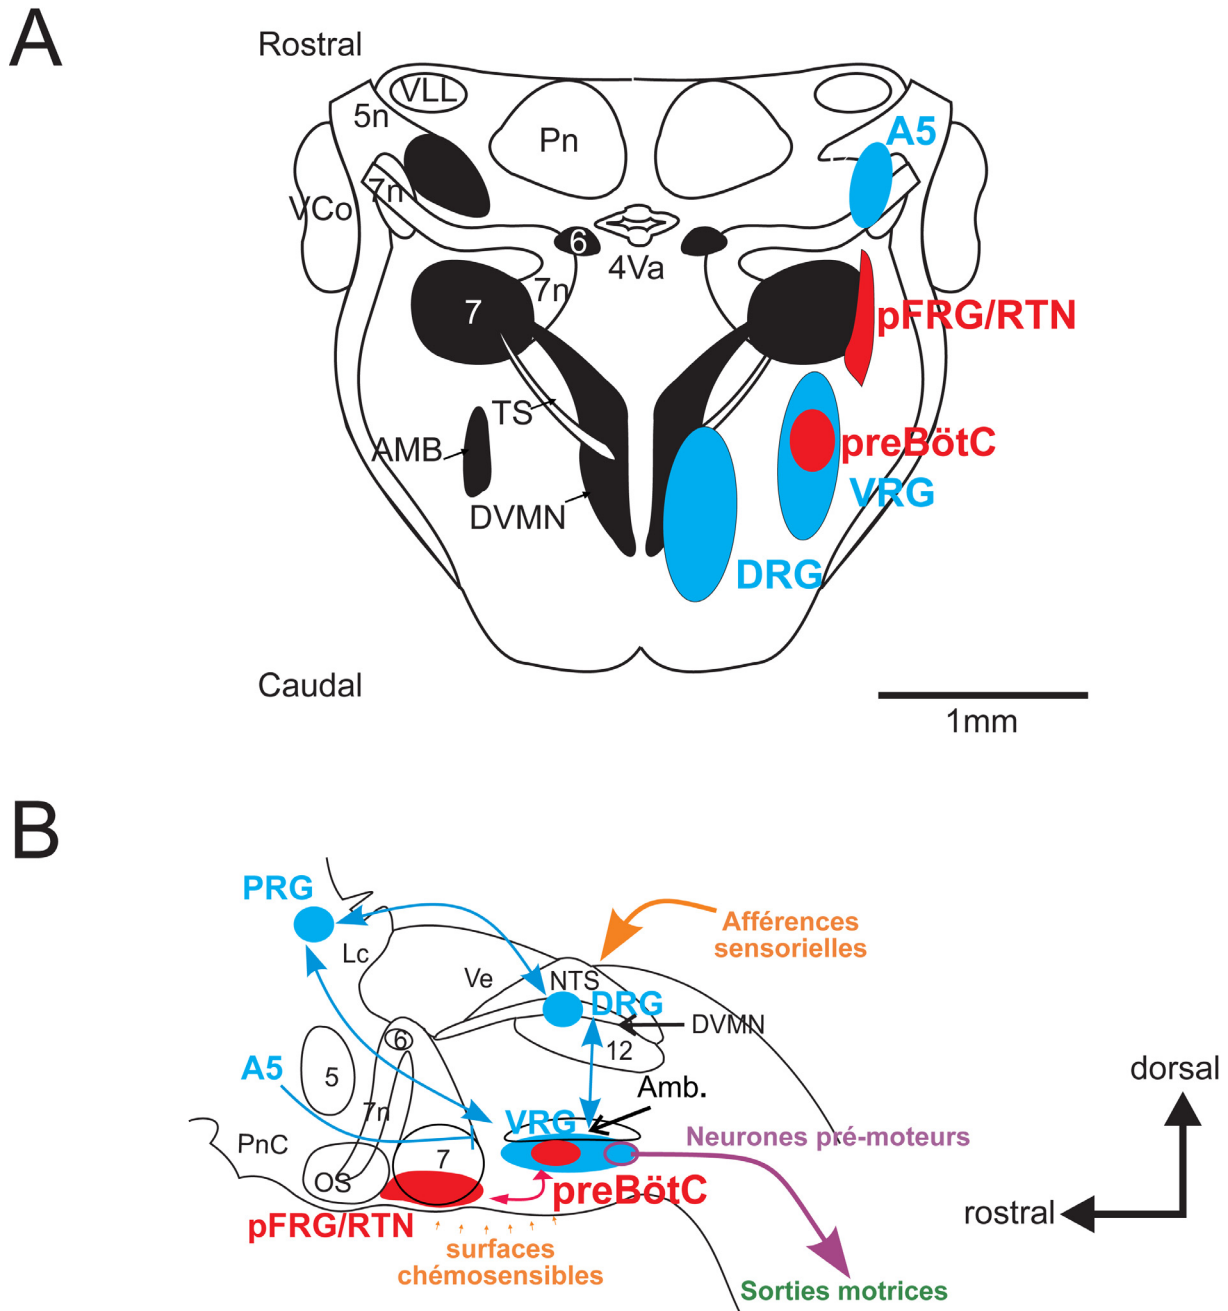 A
Rostral
VLL
5n
Pn
A5
7n
VCo
6
4Va
7n
7
pFRG/RTN
TS
AMB
preBötC
VRG
DVMN
DRG
Caudal
1mm
B
PRG
Afférences
sensorielles
Lc
Ve
NTS
DRG
DVMN
6
12
A5
5
dorsal
Amb.
7n
VRG
Neurones pré-moteurs
PnC
7
OS
preBötC
rostral
pFRG/RTN
surfaces
chémosensibles
Sorties motrices